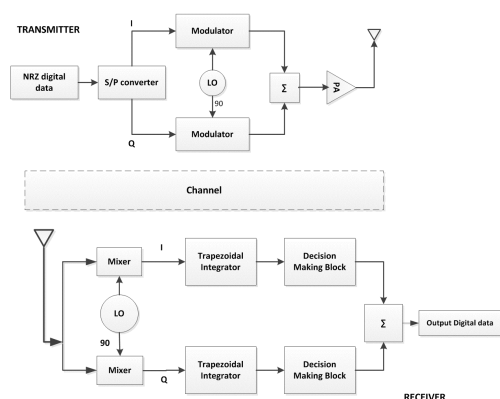 TRANSMITTER
I
Modulator
NRZ digital
data
S/P converter
LO
90
Σ
PA
Q
Modulator
Channel
I
Mixer
Trapezoidal
Integrator
Decision
Making Block
LO
Σ
Output Digital data
90
Mixer
Q
Trapezoidal
Integrator
Decision
Making Block
RECEIVER